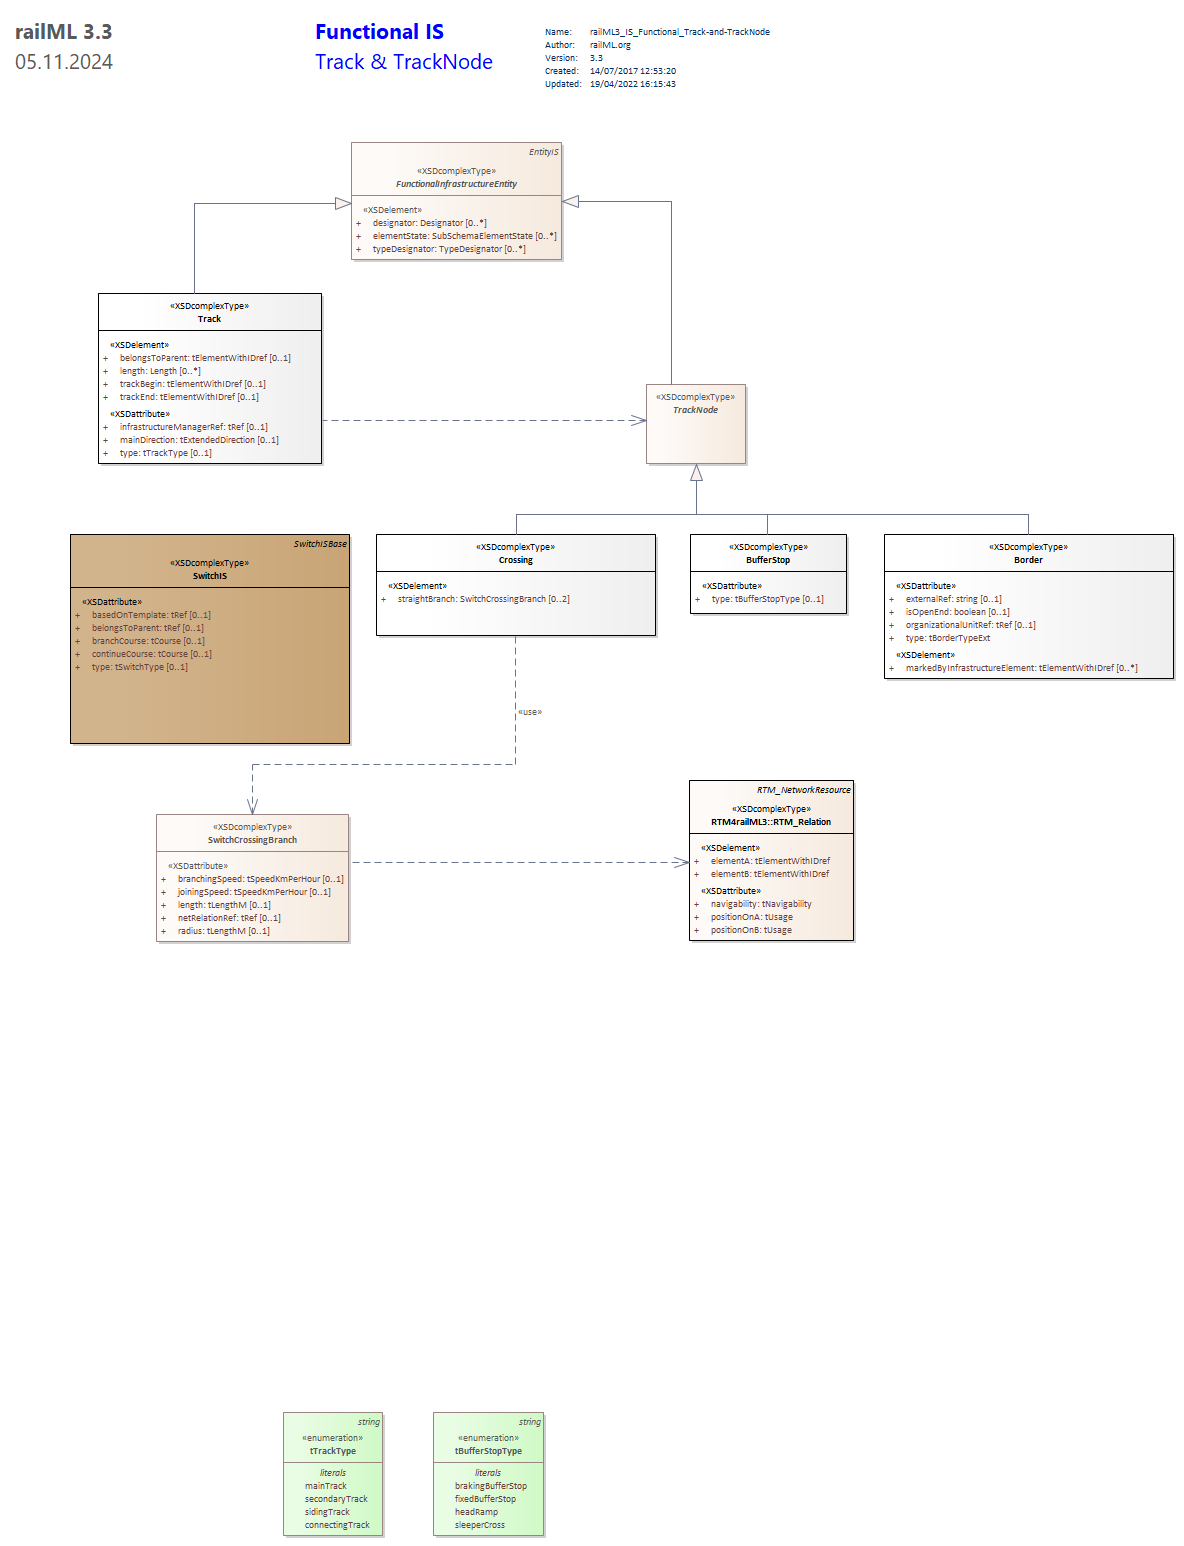 railML 3.3
05.11.2024
Functional IS
Track & TrackNode
Name: railML3_IS_Functional_Track-and-TrackNode
Author: railML.org
Version: 3.3
Created: 14/07/2017 12:53:20
Updated: 19/04/2022 16:15:43
EntityIS
«XSDcomplexType»
FunctionalInfrastructureEntity
«XSDelement»
+ designator: Designator [0..*]
+ elementState: SubSchemaElementState [0..*]
+ typeDesignator: TypeDesignator [0..*]
«XSDcomplexType»
Track
«XSDelement»
+ belongsToParent: tElementWithIDref [0..1]
+ length: Length [0..*]
+ trackBegin: tElementWithIDref [0..1]
+ trackEnd: tElementWithIDref [0..1]
«XSDattribute»
+ infrastructureManagerRef: tRef [0..1]
+ mainDirection: tExtendedDirection [0..1]
+ type: tTrackType [0..1]
«XSDcomplexType»
TrackNode
SwitchISBase
«XSDcomplexType»
SwitchIS
«XSDattribute»
+ basedOnTemplate: tRef [0..1]
+ belongsToParent: tRef [0..1]
+ branchCourse: tCourse [0..1]
+ continueCourse: tCourse [0..1]
+ type: tSwitchType [0..1]
«XSDcomplexType»
Crossing
«XSDelement»
+ straightBranch: SwitchCrossingBranch [0..2]
«XSDcomplexType»
BufferStop
«XSDattribute»
+ type: tBufferStopType [0..1]
«XSDcomplexType»
Border
«XSDattribute»
+ externalRef: string [0..1]
+ isOpenEnd: boolean [0..1]
+ organizationalUnitRef: tRef [0..1]
+ type: tBorderTypeExt
«XSDelement»
+ markedByInfrastructureElement: tElementWithIDref [0..*]
«use»
«XSDcomplexType»
SwitchCrossingBranch
«XSDattribute»
+ branchingSpeed: tSpeedKmPerHour [0..1]
+ joiningSpeed: tSpeedKmPerHour [0..1]
+ length: tLengthM [0..1]
+ netRelationRef: tRef [0..1]
+ radius: tLengthM [0..1]
RTM_NetworkResource
«XSDcomplexType»
RTM4railML3::RTM_Relation
«XSDelement»
+ elementA: tElementWithIDref
+ elementB: tElementWithIDref
«XSDattribute»
+ navigability: tNavigability
+ positionOnA: tUsage
+ positionOnB: tUsage
string
«enumeration»
tTrackType
literals
mainTrack
secondaryTrack
sidingTrack
connectingTrack
string
«enumeration»
tBufferStopType
literals
brakingBufferStop
fixedBufferStop
headRamp
sleeperCross